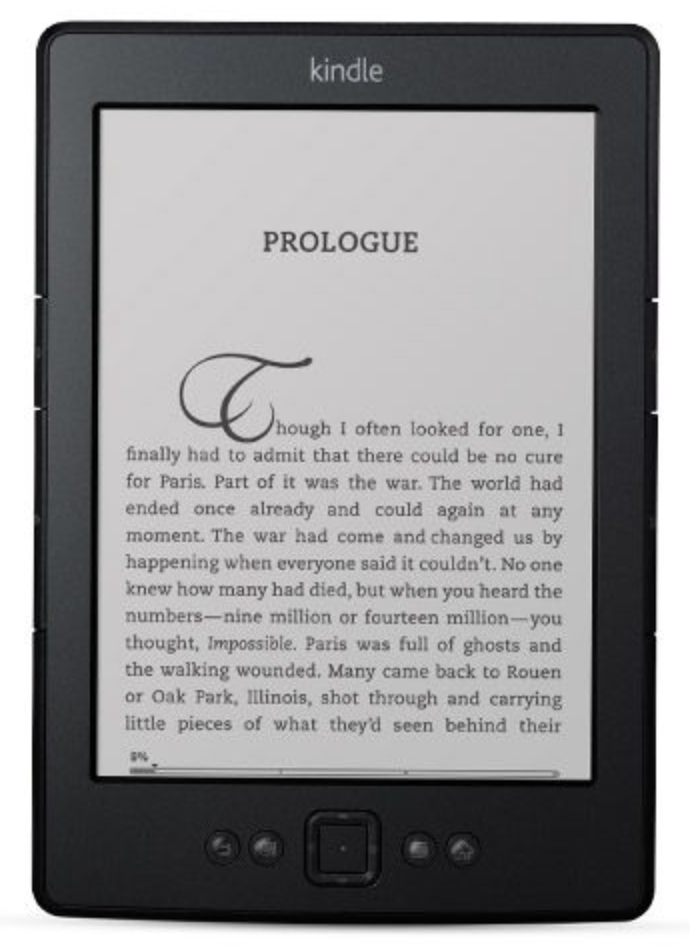 kindle
PROLOGUE
Though I often looked for one, I
finally had to admit that there could be no cure
for Paris. Part of it was the war. The world had
ended once already and could again at any
moment. The war had come and changed us by
happening when everyone said it couldn't. No one
knew how many had died, but when you heard the
numbers—nine million or fourteen million—you
thought, Impossible. Paris was full of ghosts and
the walking wounded. Many came back to Rouen
or Oak Park, Illinois, shot through and carrying
little pieces of what they'd seen behind their
8%